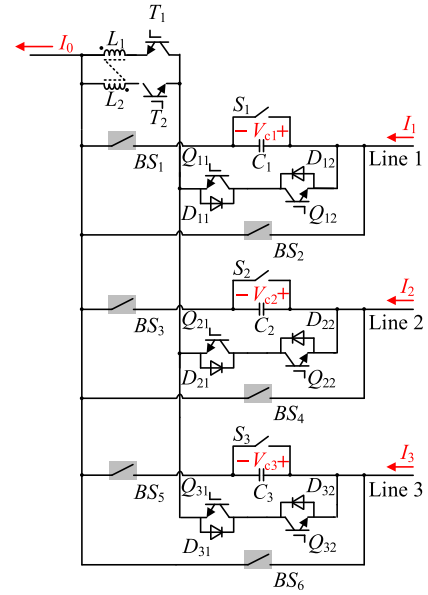 T1
I0 L1
L2
T2
S1
I1
− Vc1 +
BS1 Q11 C1 D12 Line 1
D11 Q12
BS2
S2
I2
− Vc2 +
BS3 Q21 C2 D22 Line 2
D21 Q22
BS4
S3
I3
− Vc3 +
BS5 Q31 C3 D32 Line 3
D31 Q32
BS6